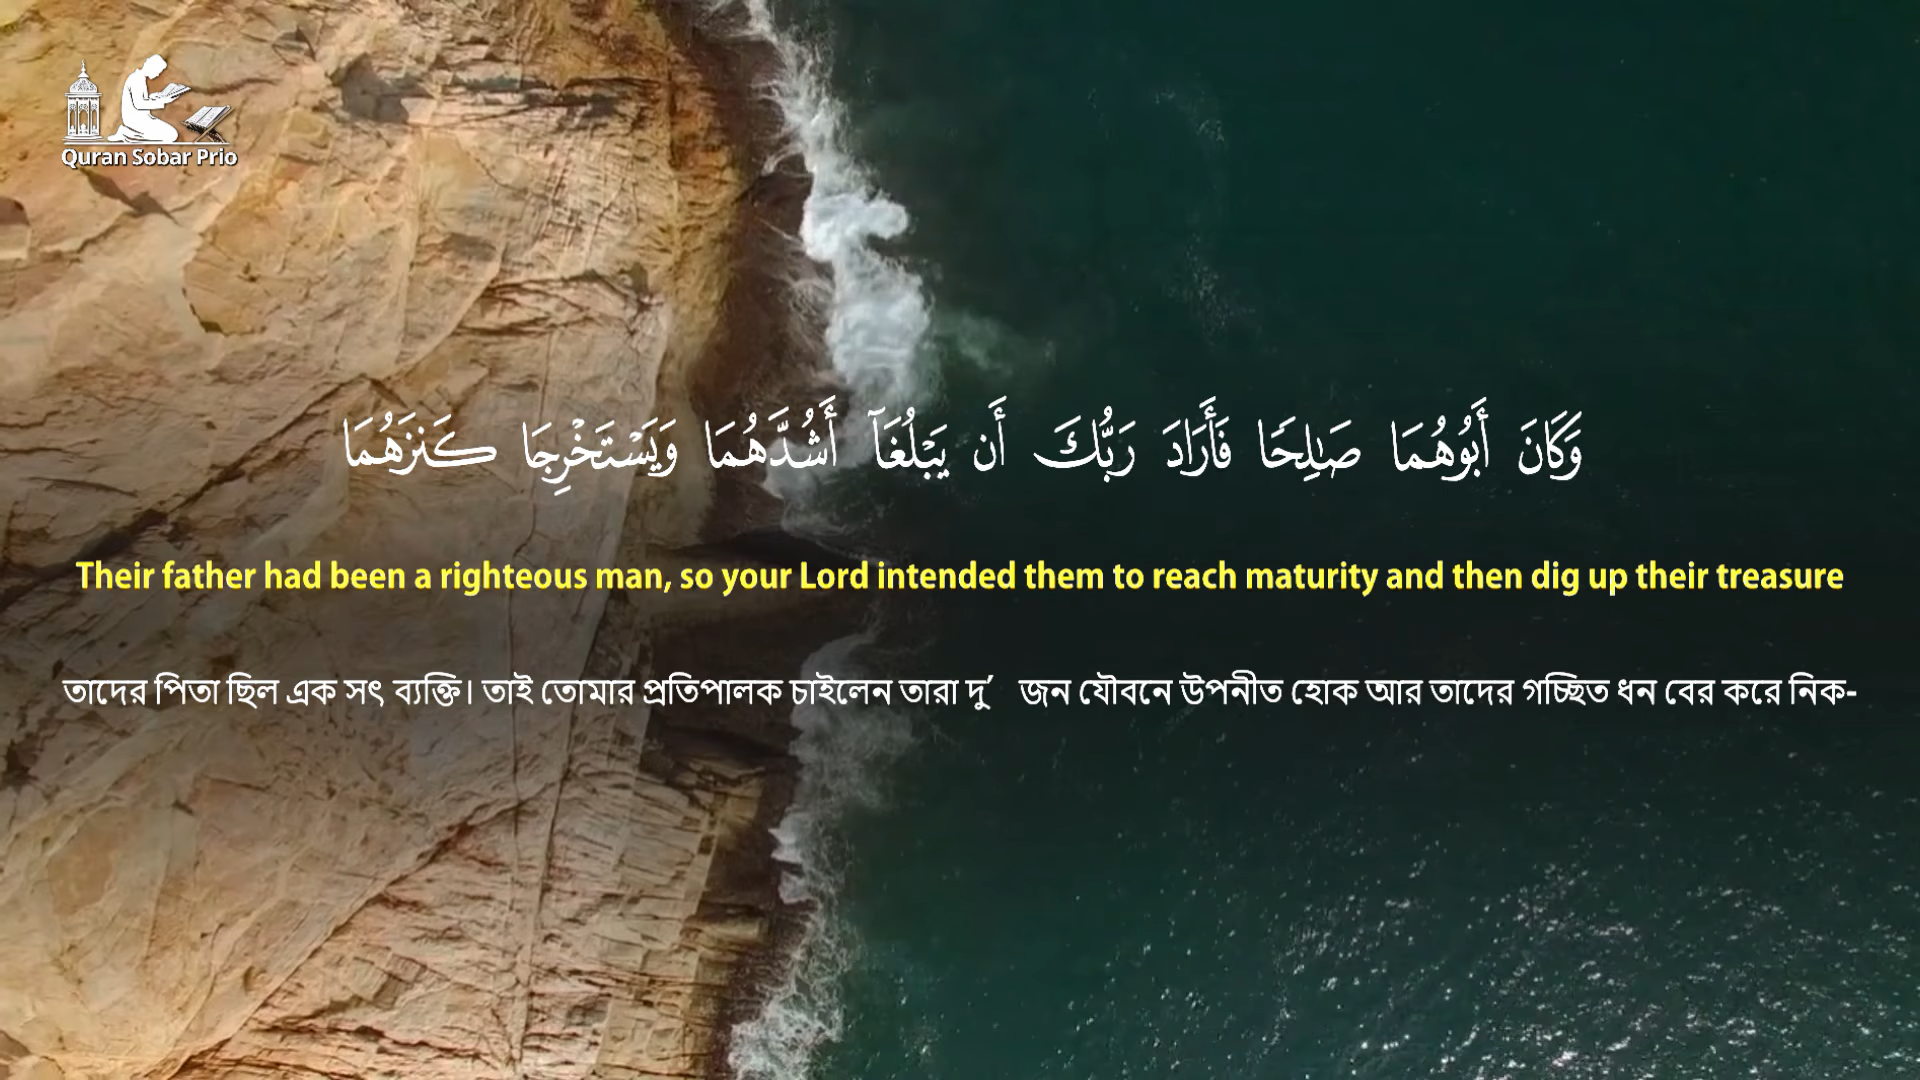 Quran Sobar Prio
وَكَانَ أَبُوهُمَا صَٰلِحًا فَأَرَادَ رَبُّكَ أَن يَبْلُغَآ أَشُدَّهُمَا وَيَسْتَخْرِجَا كَنزَهُمَا
Their father had been a righteous man, so your Lord intended them to reach maturity and then dig up their treasure
তাদের পিতা ছিল এক সৎ ব্যক্তি। তাই তোমার প্রতিপালক চাইলেন তারা দু’ জন যৌবনে উপনীত হোক আর তাদের গচ্ছিত ধন বের করে নিক-